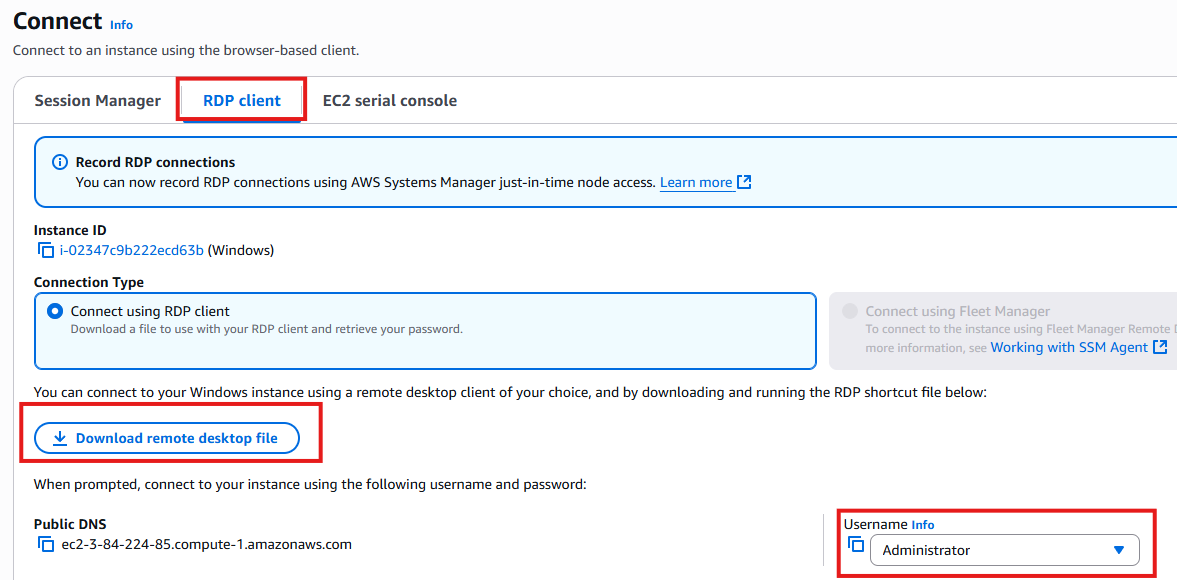 Connect Info
Connect to an instance using the browser-based client.
Session Manager RDP client EC2 serial console
Record RDP connections
You can now record RDP connections using AWS Systems Manager just-in-time node access. Learn more
Instance ID
i-02347c9b222ecd63b (Windows)
Connection Type
Connect using RDP client
Download a file to use with your RDP client and retrieve your password.
Connect using Fleet Manager
To connect to the instance using Fleet Manager Remote
more information, see Working with SSM Agent
You can connect to your Windows instance using a remote desktop client of your choice, and by downloading and running the RDP shortcut file below:
Download remote desktop file
When prompted, connect to your instance using the following username and password:
Public DNS
ec2-3-84-224-85.compute-1.amazonaws.com
Username Info
Administrator